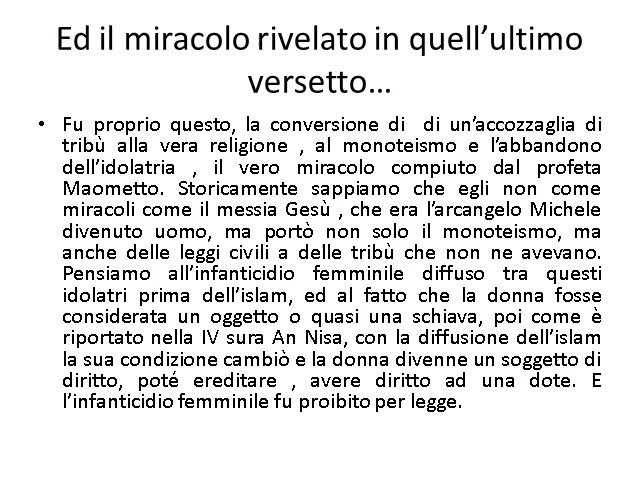 Ed il miracolo rivelato in quell’ultimo
versetto…
• Fu proprio questo, la conversione di di un’accozzaglia di
tribù alla vera religione , al monoteismo e l’abbandono
dell’idolatria , il vero miracolo compiuto dal profeta
Maometto. Storicamente sappiamo che egli non come
miracoli come il messia Gesù , che era l’arcangelo Michele
divenuto uomo, ma portò non solo il monoteismo, ma
anche delle leggi civili a delle tribù che non ne avevano.
Pensiamo all’infanticidio femminile diffuso tra questi
idolatri prima dell’islam, ed al fatto che la donna fosse
considerata un oggetto o quasi una schiava, poi come è
riportato nella IV sura An Nisa, con la diffusione dell’islam
la sua condizione cambiò e la donna divenne un soggetto di
diritto, poté ereditare , avere diritto ad una dote. E
l’infanticidio femminile fu proibito per legge.